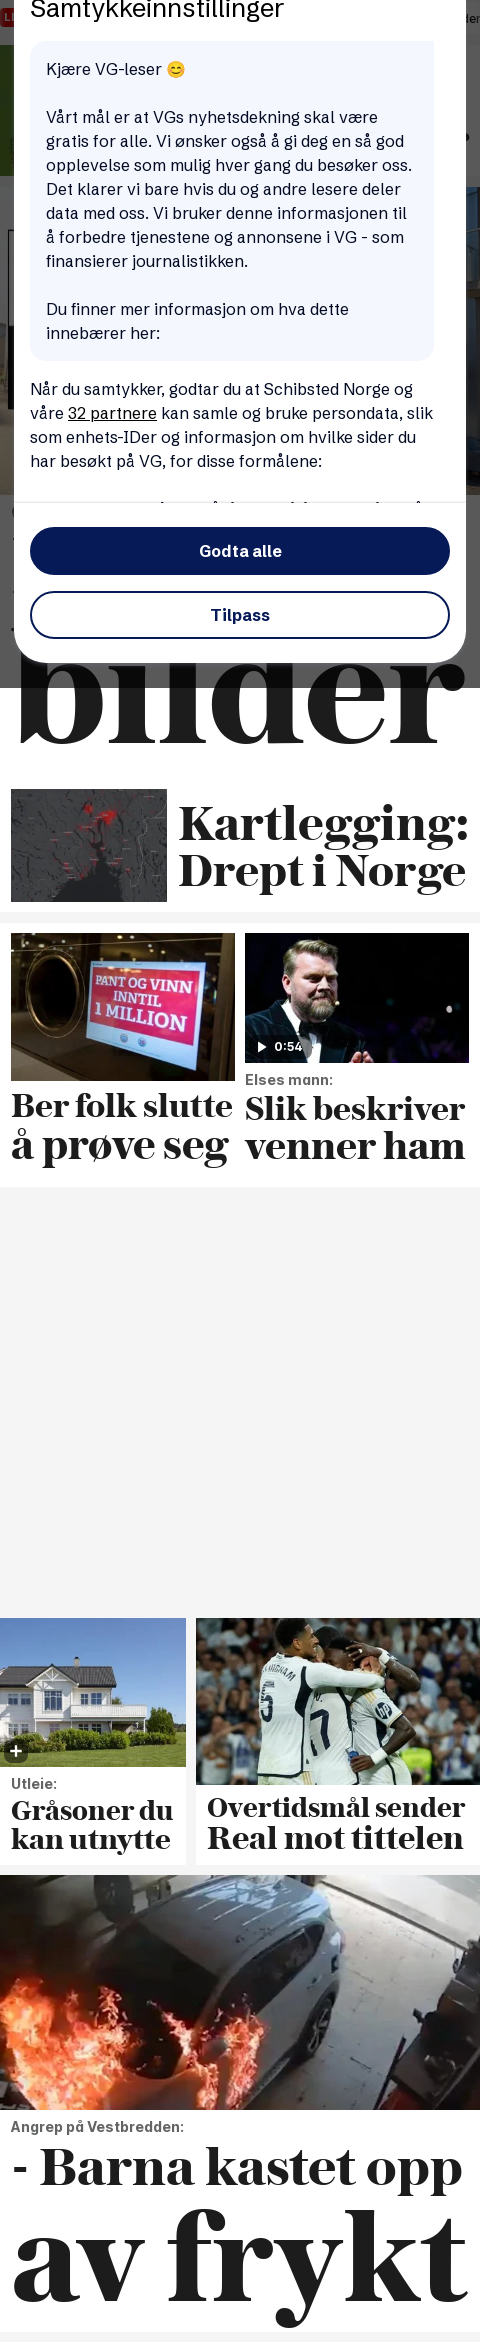 Samtykkeinnstillinger
Kjære VG-leser 😊
Vårt mål er at VGs nyhetsdekning skal være
gratis for alle. Vi ønsker også å gi deg en så god
opplevelse som mulig hver gang du besøker oss.
Det klarer vi bare hvis du og andre lesere deler
data med oss. Vi bruker denne informasjonen til
å forbedre tjenestene og annonsene i VG - som
finansierer journalistikken.
Du finner mer informasjon om hva dette
innebærer her:
Når du samtykker, godtar du at Schibsted Norge og
våre 32 partnere kan samle og bruke persondata, slik
som enhets-IDer og informasjon om hvilke sider du
har besøkt på VG, for disse formålene:
Godta alle
Tilpass
bilder
Kartlegging:
Drept i Norge
PANT OG VINN
INNTIL
1 MILLION
Ber folk slutte
å prøve seg
0:54
Elses mann:
Slik beskriver
venner ham
Utleie:
Gråsoner du
kan utnytte
5
7
hp
Overtidsmål sender
Real mot tittelen
Angrep på Vestbredden:
- Barna kastet opp
av frykt